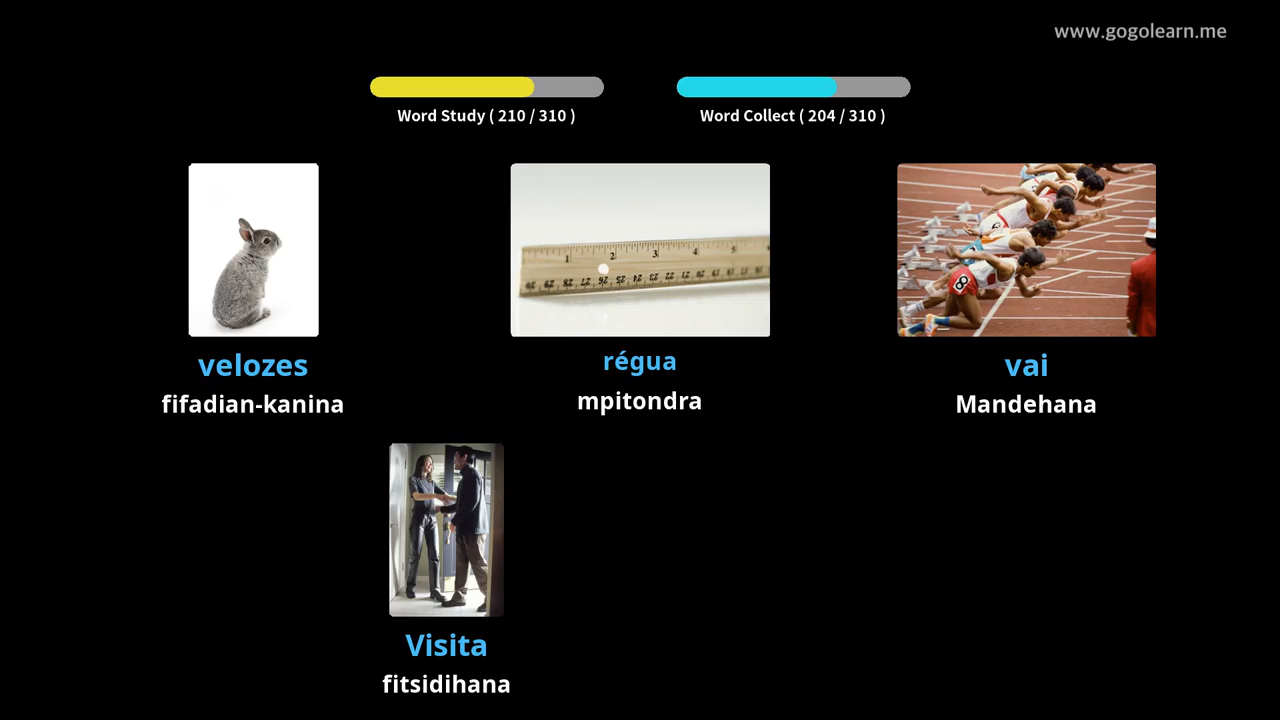 www.gogolearn.me
Word Study ( 210 / 310 )
Word Collect ( 204 / 310 )
velozes
fifadian-kanina
régua
mpitondra
vai
Mandehana
Visita
fitsidihana